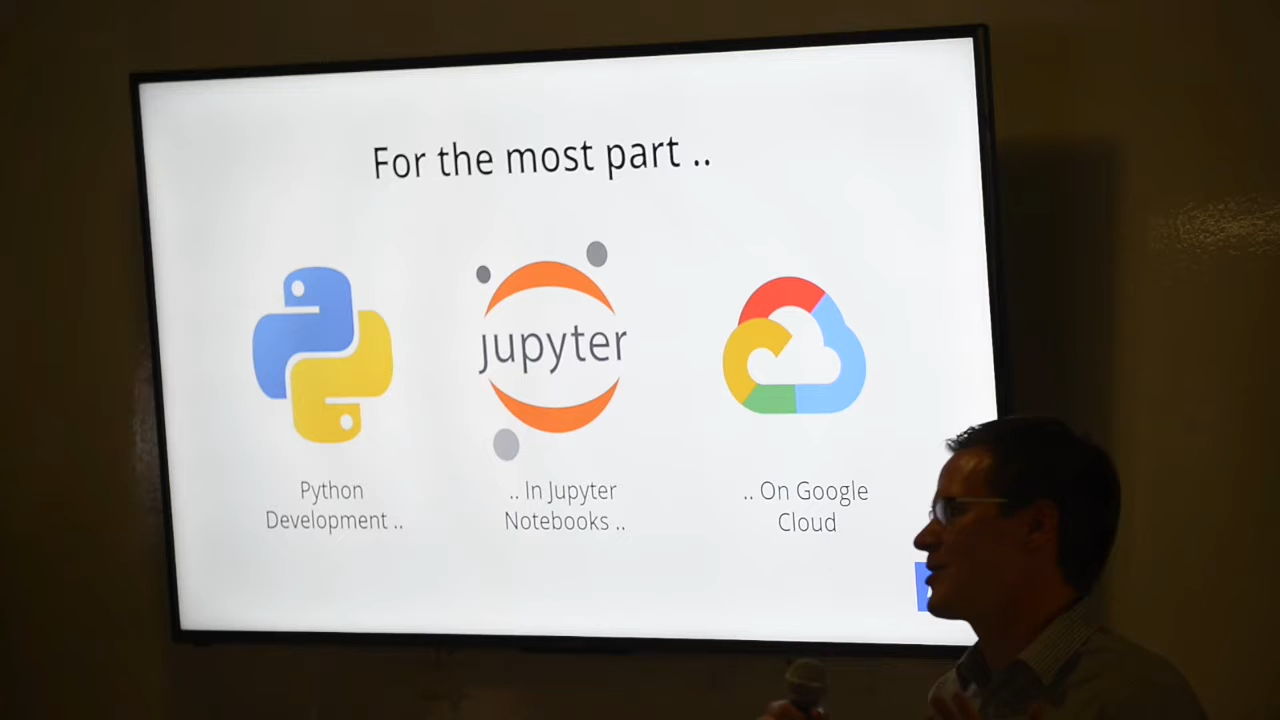 For the most part ..
jupyter
Python
Development ..
.. In Jupyter
Notebooks ..
.. On Google
Cloud